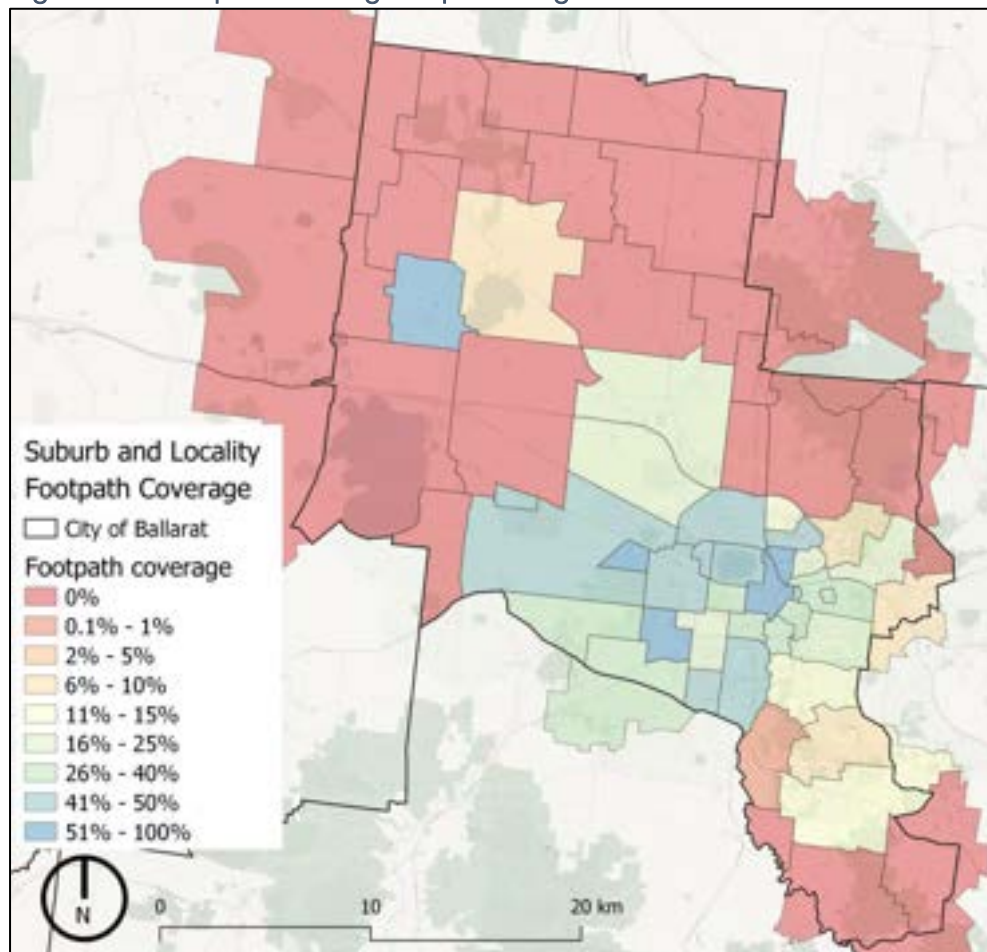 Suburb and Locality
Footpath Coverage
City of Ballarat
Footpath coverage
0%
0.1% - 1%
2% - 5%
6% - 10%
11% - 15%
16% - 25%
26% - 40%
41% - 50%
51% - 100%
N
0 10 20 km